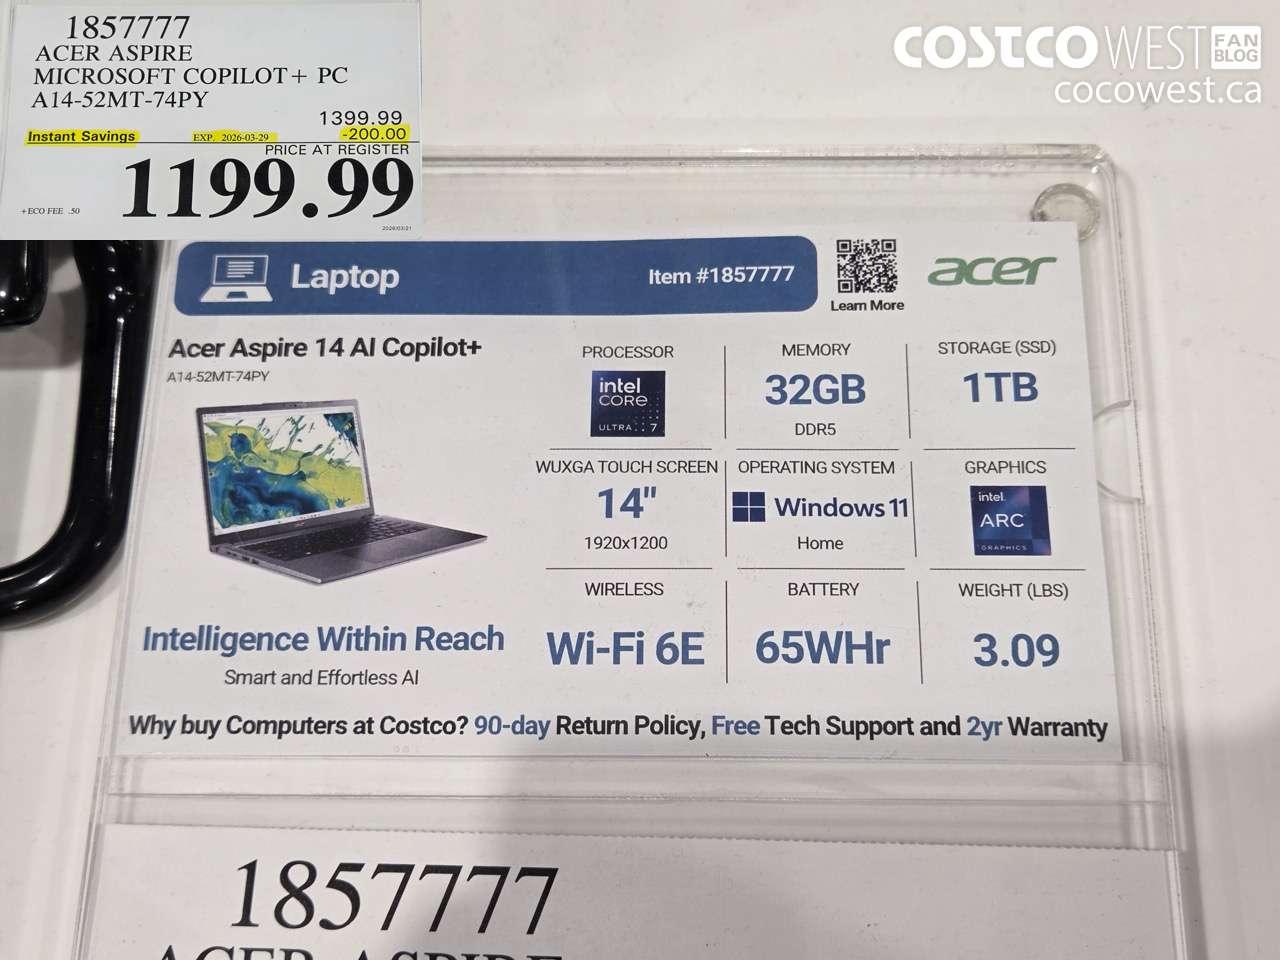 1857777
ACER ASPIRE
MICROSOFT COPILOT+ PC
A14-52MT-74PY
1399.99
Instant Savings EXP. 2026-03-29 -200.00
PRICE AT REGISTER
1199.99
+ECO FEE .50
2026/03/21
COSTCO WEST FAN BLOG
cocowest.ca
Laptop
Item #1857777
Learn More
acer
Acer Aspire 14 AI Copilot+
A14-52MT-74PY
PROCESSOR
intel
CORE
ULTRA 7
MEMORY
32GB
DDR5
STORAGE (SSD)
1TB
WUXGA TOUCH SCREEN
14"
1920x1200
OPERATING SYSTEM
Windows 11
Home
GRAPHICS
intel
ARC
GRAPHICS
WIRELESS
Wi-Fi 6E
BATTERY
65WHr
WEIGHT (LBS)
3.09
Intelligence Within Reach
Smart and Effortless AI
Why buy Computers at Costco? 90-day Return Policy, Free Tech Support and 2yr Warranty
1857777
ACER ASPIRE